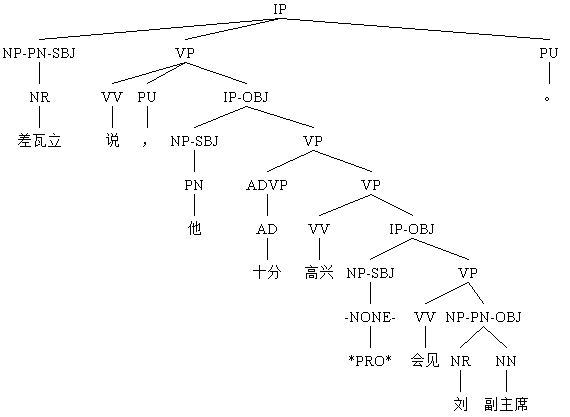 IP
NP-PN-SBJ VP PU
NR VV PU IP-OBJ 。
差瓦立 说 ， NP-SBJ VP
PN ADVP VP
他 AD VV IP-OBJ
十分 高兴 NP-SBJ VP
-NONE- VV NP-PN-OBJ
*PRO* 会见 NR NN
刘 副主席